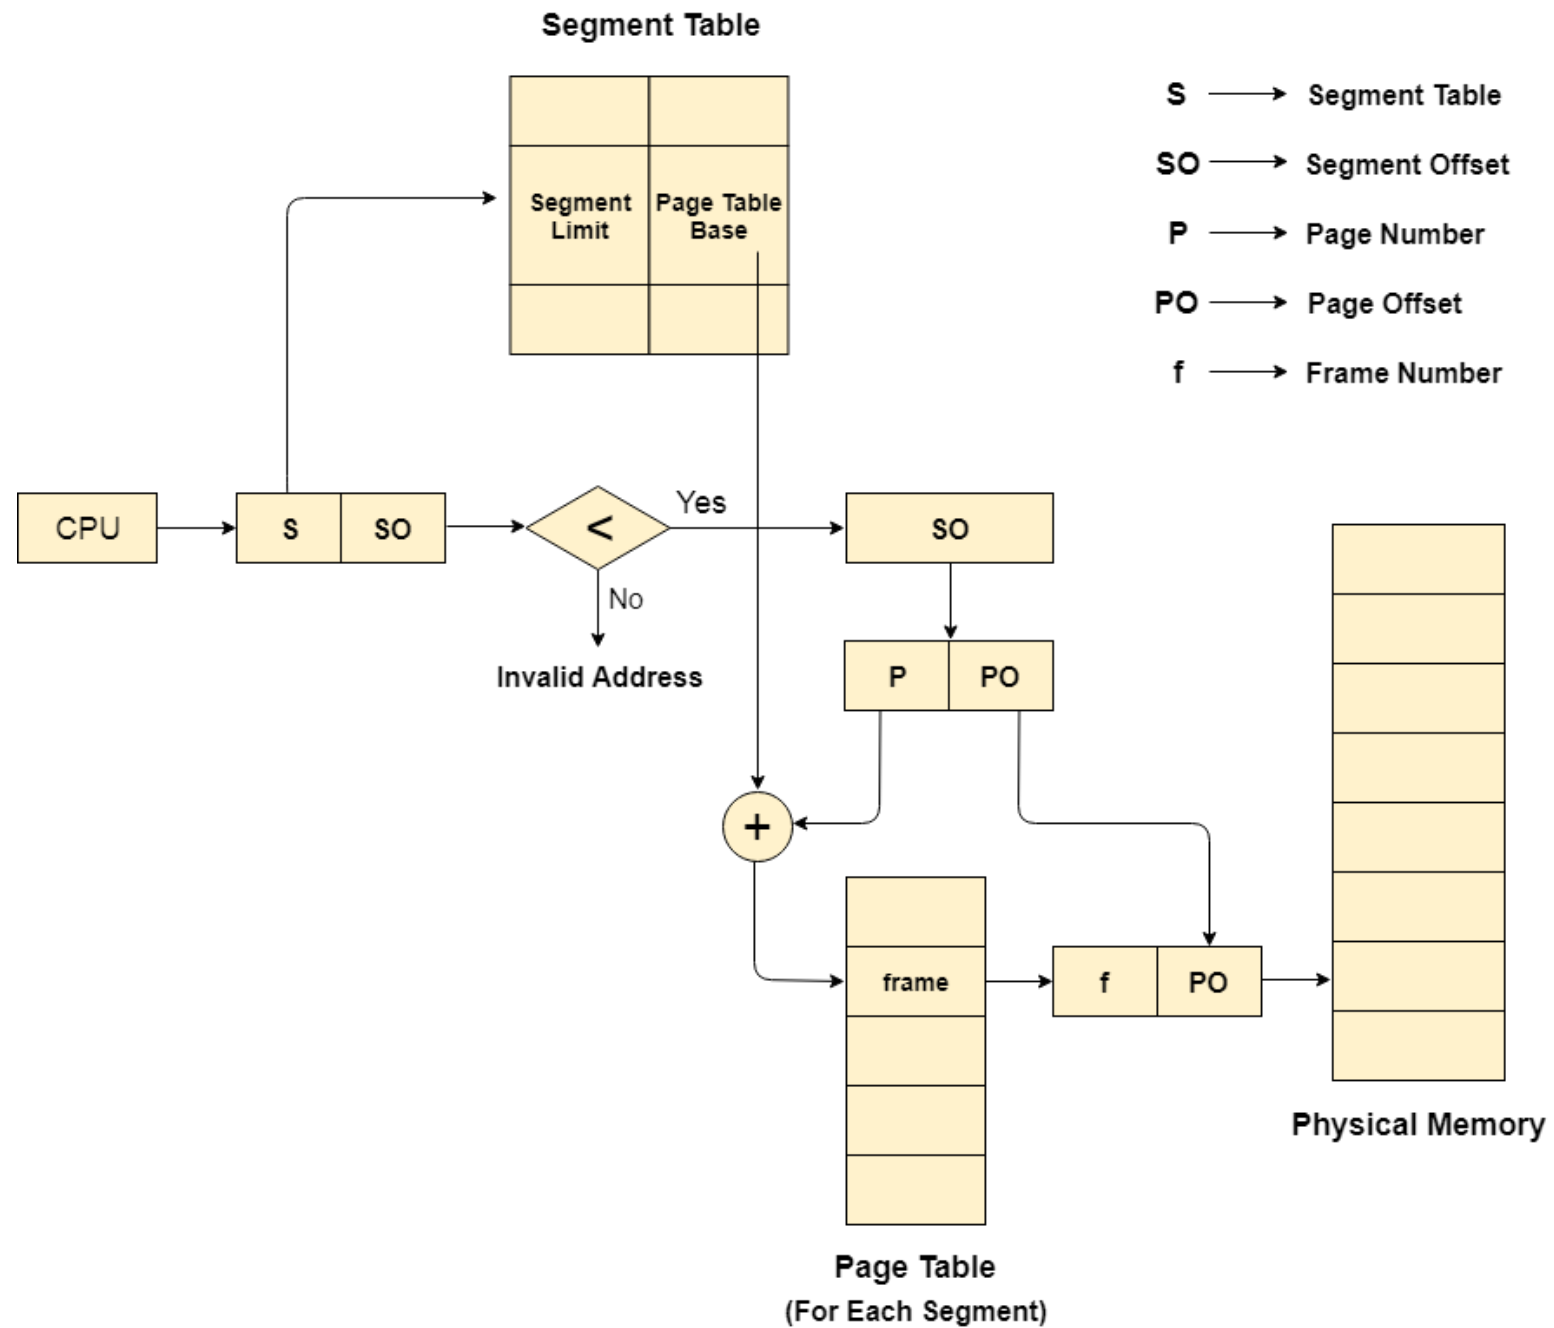 Segment Table
S Segment Table
SO Segment Offset
P Page Number
PO Page Offset
f Frame Number
Segment
Limit
Page Table
Base
CPU
S
SO
<
Yes
No
Invalid Address
SO
P
PO
+
frame
f
PO
Physical Memory
Page Table
(For Each Segment)